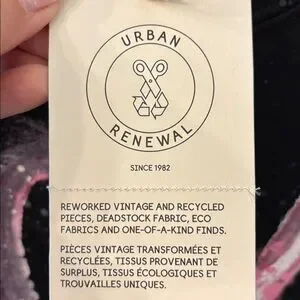 URBAN
RENEWAL
SINCE 1982
REWORKED VINTAGE AND RECYCLED
PIECES, DEADSTOCK FABRIC, ECO
FABRICS AND ONE-OF-A-KIND FINDS.
PIÈCES VINTAGE TRANSFORMÉES ET
RECYCLÉES, TISSUS PROVENANT DE
SURPLUS, TISSUS ÉCOLOGIQUES ET
TROUVAILLES UNIQUES.